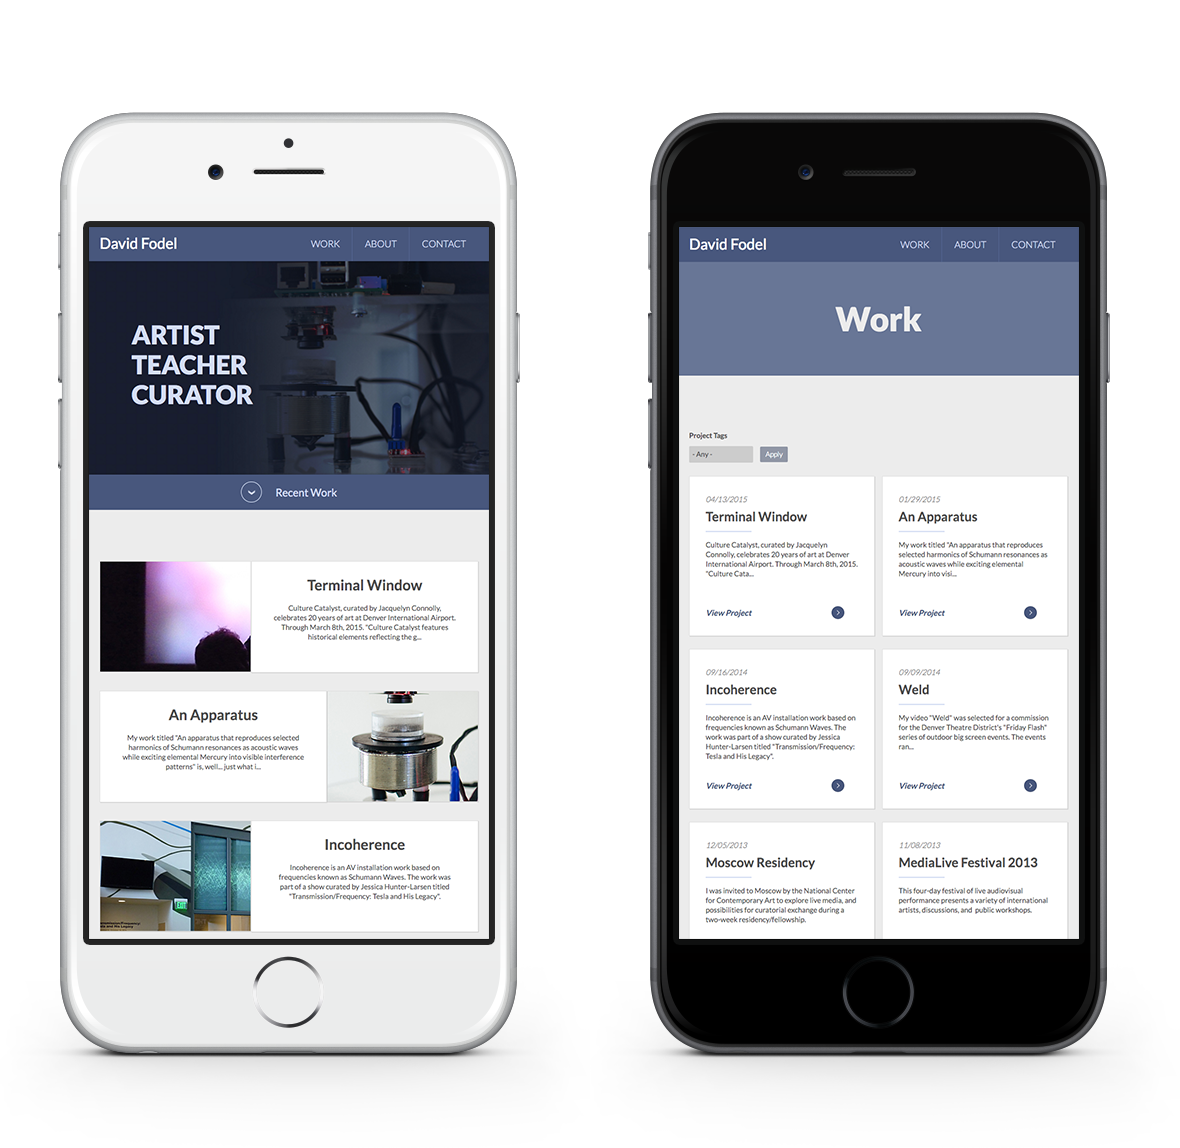 David Fodel
WORK
ABOUT
CONTACT
ARTIST
TEACHER
CURATOR
Recent Work
Terminal Window
Culture Catalyst, curated by Jacquelyn Connolly,
celebrates 20 years of art at Denver International Airport.
Through March 8th, 2015. "Culture Catalyst features
historical elements reflecting the g...
An Apparatus
My work titled "An apparatus that reproduces selected
harmonics of Schumann resonances as acoustic waves
while exciting elemental Mercury into visible interference
patterns" is, well... just what i...
Incoherence
Incoherence is an AV installation work based on
frequencies known as Schumann Waves. The work was
part of a show curated by Jessica Hunter-Larsen titled
"Transmission/Frequency: Tesla and His Legacy".
David Fodel
WORK
ABOUT
CONTACT
Work
Project Tags
- Any -
Apply
04/13/2015
Terminal Window
Culture Catalyst, curated by Jacquelyn
Connolly, celebrates 20 years of art at Denver
International Airport. Through March 8th, 2015.
"Culture Cata...
View Project
01/29/2015
An Apparatus
My work titled "An apparatus that reproduces
selected harmonics of Schumann resonances as
acoustic waves while exciting elemental
Mercury into visi...
View Project
09/16/2014
Incoherence
Incoherence is an AV installation work based on
frequencies known as Schumann Waves. The
work was part of a show curated by Jessica
Hunter-Larsen titled "Transmission/Frequency:
Tesla and His Legacy".
View Project
09/09/2014
Weld
My video "Weld" was selected for a commission
for the Denver Theatre District's "Friday Flash"
series of outdoor big screen events. The events
ran...
View Project
12/05/2013
Moscow Residency
I was invited to Moscow by the National Center
for Contemporary Art to explore live media, and
possibilities for curatorial exchange during a
two-week residency/fellowship.
11/08/2013
MediaLive Festival 2013
This four-day festival of live audiovisual
performance presents a variety of international
artists, discussions, and public workshops.